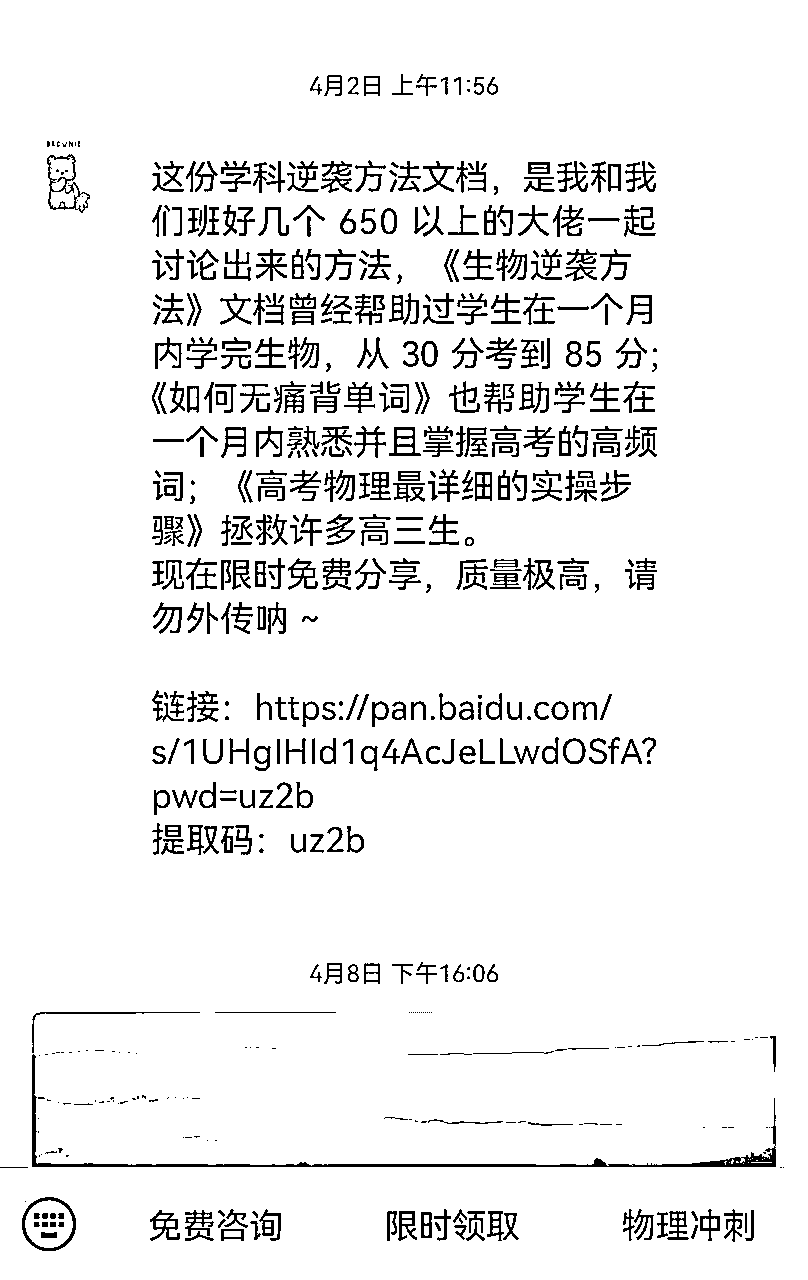 4月2日 上午11:56
BROWNIE
这份学科逆袭方法文档，是我和我
们班好几个 650 以上的大佬一起
讨论出来的方法，《生物逆袭方
法》文档曾经帮助过学生在一个月
内学完生物，从 30 分考到 85 分；
《如何无痛背单词》也帮助学生在
一个月内熟悉并且掌握高考的高频
词；《高考物理最详细的实操步
骤》拯救许多高三生。
现在限时免费分享，质量极高，请
勿外传呐 ~
链接：https://pan.baidu.com/
s/1UHgIHId1q4AcJeLLwdOSfA?
pwd=uz2b
提取码：uz2b
4月8日 下午16:06
免费咨询
限时领取
物理冲刺